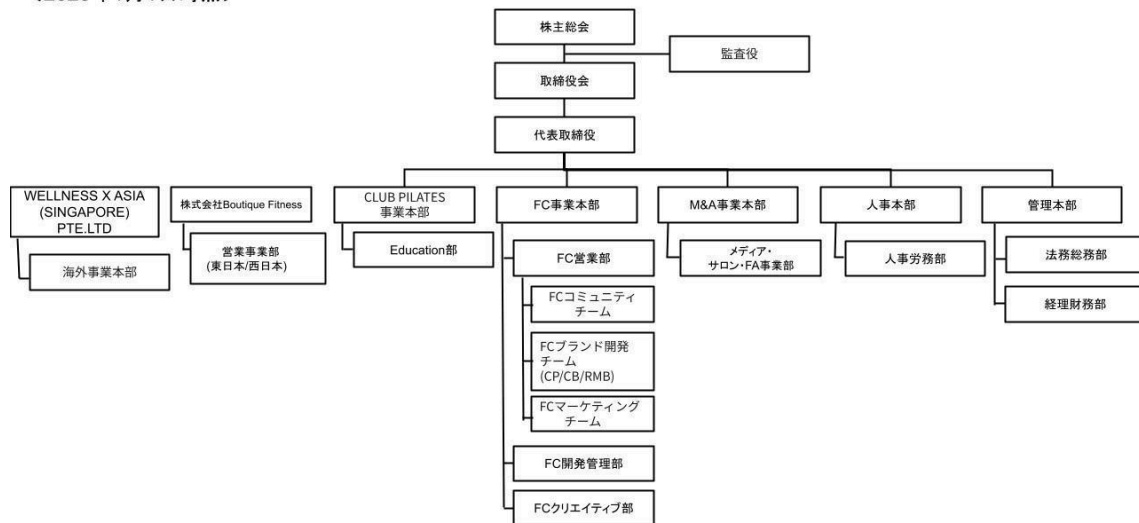 株主総会
監査役
取締役会
代表取締役
WELLNESS X ASIA
(SINGAPORE)
PTE.LTD
海外事業本部
株式会社Boutique Fitness
営業事業部
(東日本/西日本)
CLUB PILATES
事業本部
Education部
FC事業本部
FC営業部
FCコミュニティ
チーム
FCブランド開発
チーム
(CP/CB/RMB)
FCマーケティング
チーム
FC開発管理部
FCクリエイティブ部
M&A事業本部
メディア・
サロン・FA事業部
人事本部
人事労務部
管理本部
法務総務部
経理財務部